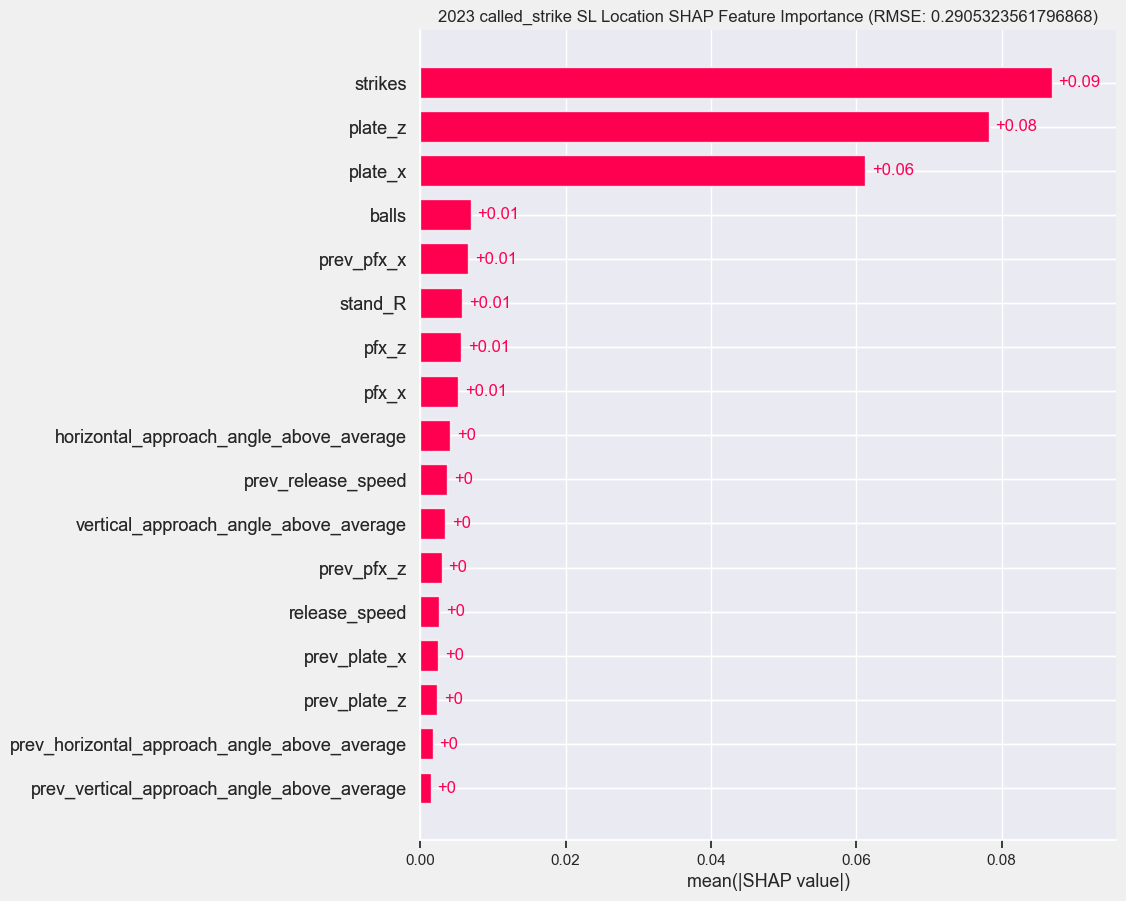 2023 called_strike SL Location SHAP Feature Importance (RMSE: 0.2905323561796868)
strikes +0.09
plate_z +0.08
plate_x +0.06
balls +0.01
prev_pfx_x +0.01
stand_R +0.01
pfx_z +0.01
pfx_x +0.01
horizontal_approach_angle_above_average +0
prev_release_speed +0
vertical_approach_angle_above_average +0
prev_pfx_z +0
release_speed +0
prev_plate_x +0
prev_plate_z +0
prev_horizontal_approach_angle_above_average +0
prev_vertical_approach_angle_above_average +0
0.00 0.02 0.04 0.06 0.08
mean(|SHAP value|)